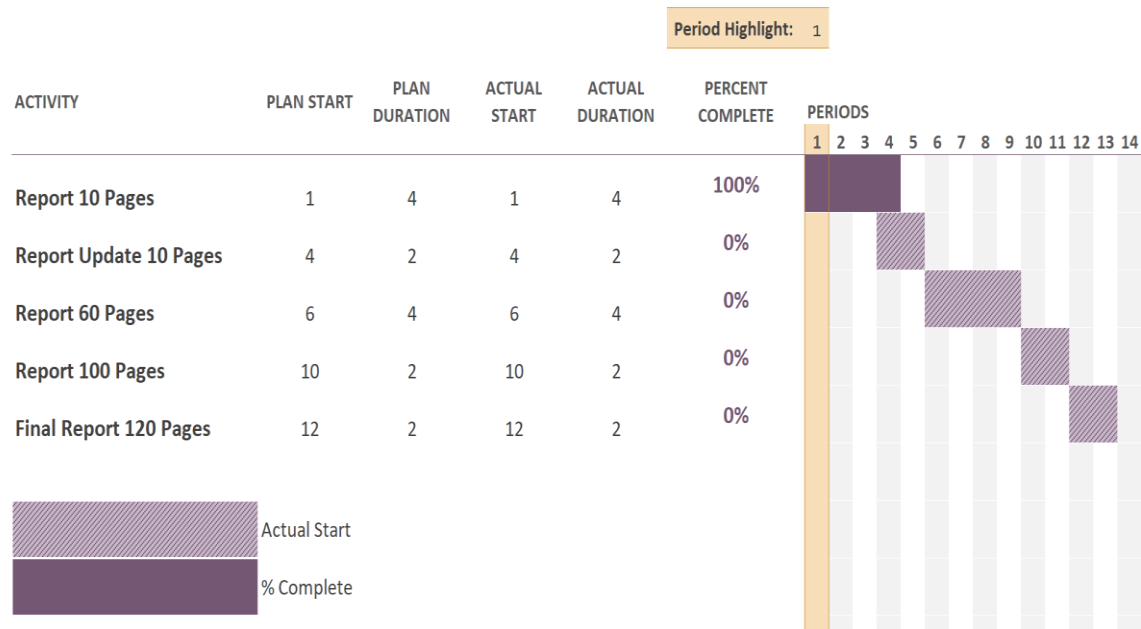 Period Highlight: 1
ACTIVITY PLAN START PLAN DURATION ACTUAL START ACTUAL DURATION PERCENT COMPLETE PERIODS
1 2 3 4 5 6 7 8 9 10 11 12 13 14
Report 10 Pages 1 4 1 4 100%
Report Update 10 Pages 4 2 4 2 0%
Report 60 Pages 6 4 6 4 0%
Report 100 Pages 10 2 10 2 0%
Final Report 120 Pages 12 2 12 2 0%
Actual Start
% Complete